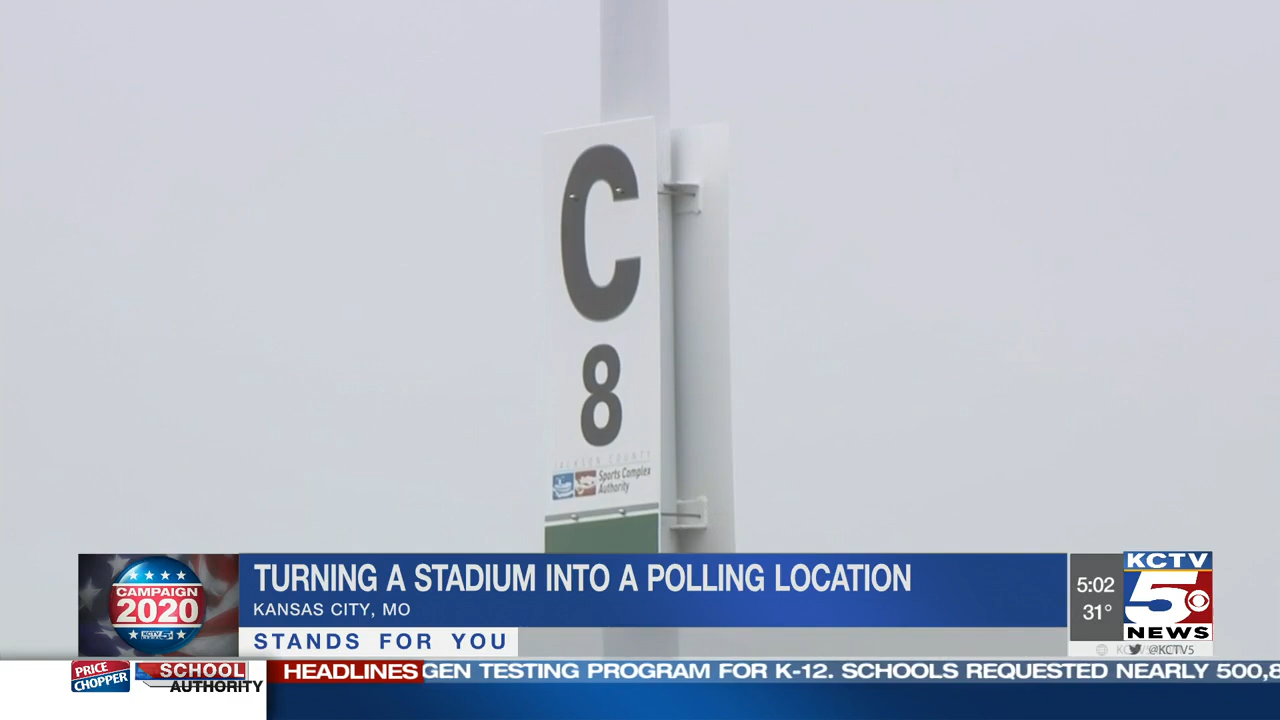 C
8
JACKSON COUNTY
Sports Complex
Authority
TURNING A STADIUM INTO A POLLING LOCATION
KANSAS CITY, MO
STANDS FOR YOU
CAMPAIGN
2020
5:02
31°
KCTV
5
NEWS
@KCTV5
PRICE
CHOPPER
SCHOOL
AUTHORITY
HEADLINES
GEN TESTING PROGRAM FOR K-12. SCHOOLS REQUESTED NEARLY 500,8